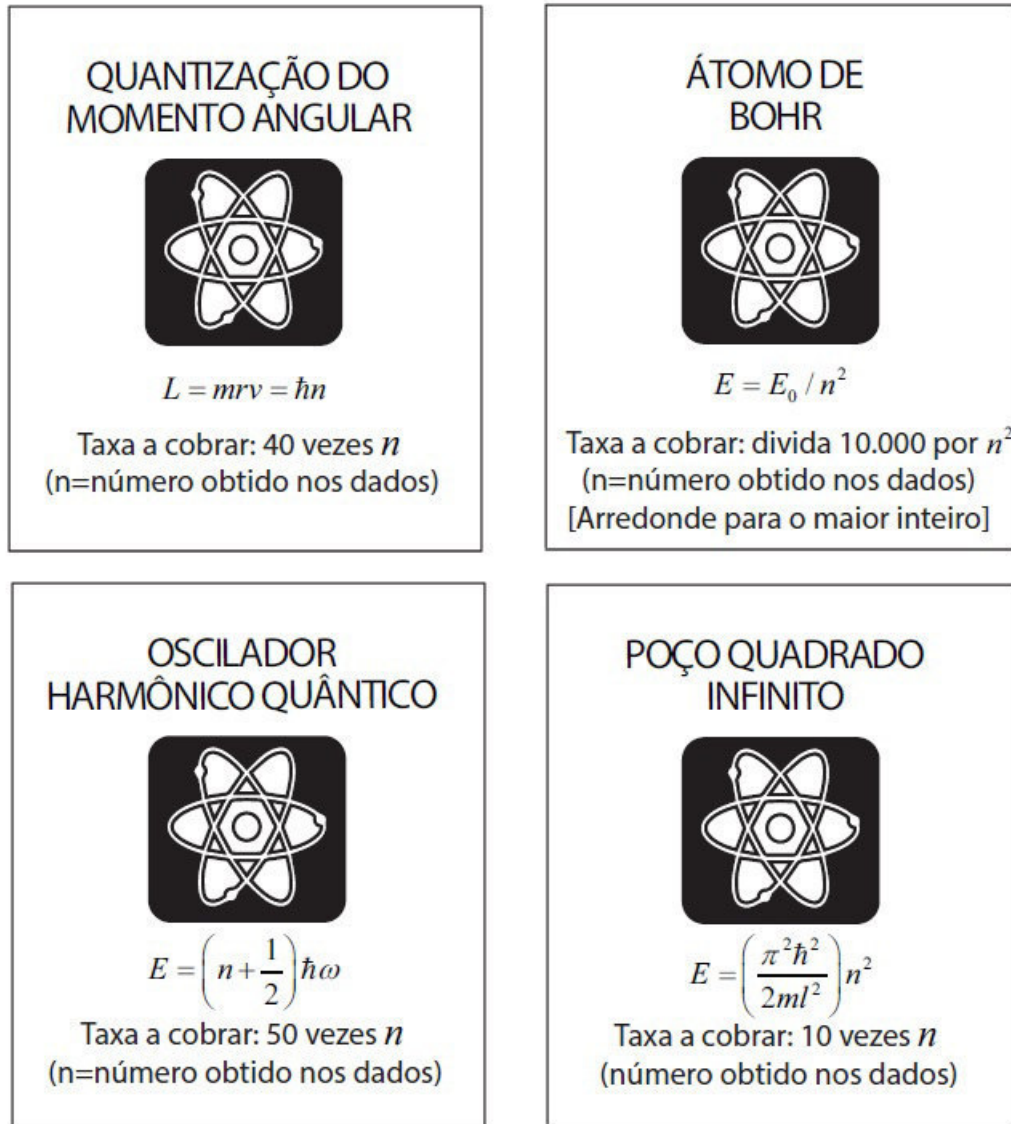 QUANTIZAÇÃO DO
MOMENTO ANGULAR
L = mrv = ℏn
Taxa a cobrar: 40 vezes n
(n=número obtido nos dados)
ÁTOMO DE
BOHR
E = E₀ / n²
Taxa a cobrar: divida 10.000 por n²
(n=número obtido nos dados)
[Arredonde para o maior inteiro]
OSCILADOR
HARMÔNICO QUÂNTICO
E = (n + 1/2) ℏω
Taxa a cobrar: 50 vezes n
(n=número obtido nos dados)
POÇO QUADRADO
INFINITO
E = (π²ℏ² / 2ml²) n²
Taxa a cobrar: 10 vezes n
(número obtido nos dados)